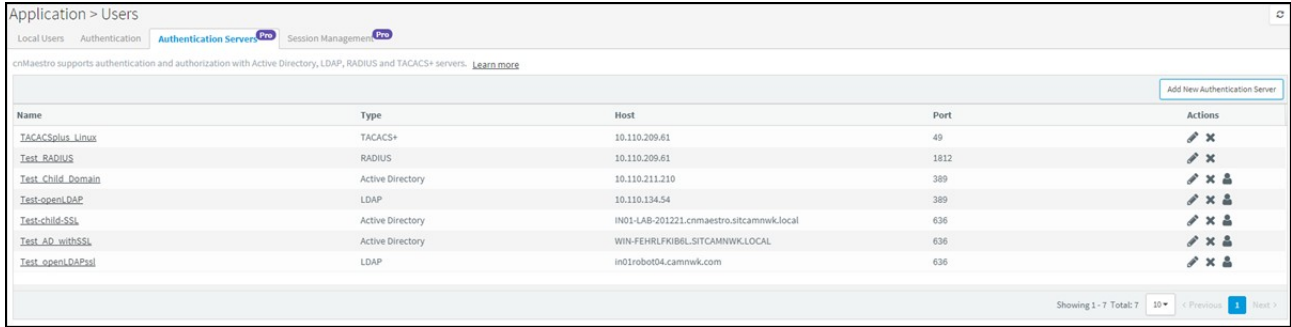 Application > Users
Local Users Authentication Authentication Servers Pro Session Management Pro
cnMaestro supports authentication and authorization with Active Directory, LDAP, RADIUS and TACACS+ servers. Learn more
Add New Authentication Server
Name Type Host Port Actions
TACACSplus_Linux TACACS+ 10.110.209.61 49
Test_RADIUS RADIUS 10.110.209.61 1812
Test_Child_Domain Active Directory 10.110.211.210 389
Test-openLDAP LDAP 10.110.134.54 389
Test-child-SSL Active Directory IN01-LAB-201221.cnmaestro.sitcamnwk.local 636
Test_AD_withSSL Active Directory WIN-FEHRLFKIB6L.SITCAMNWK.LOCAL 636
Test_openLDAPssl LDAP in01robot04.camnwk.com 636
Showing 1 - 7 Total: 7 10 < Previous 1 Next >